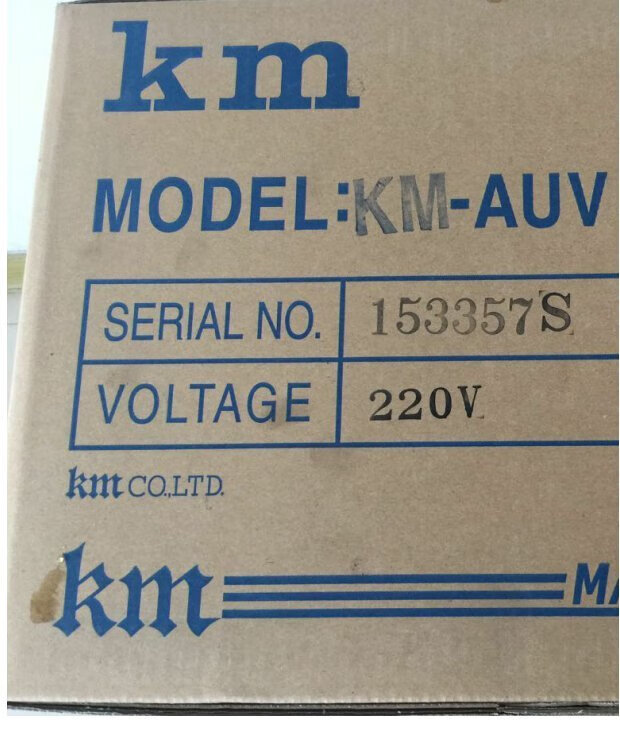 km
MODEL:KM-AUV
SERIAL NO. 153357S
VOLTAGE 220V
km CO.,LTD.
km